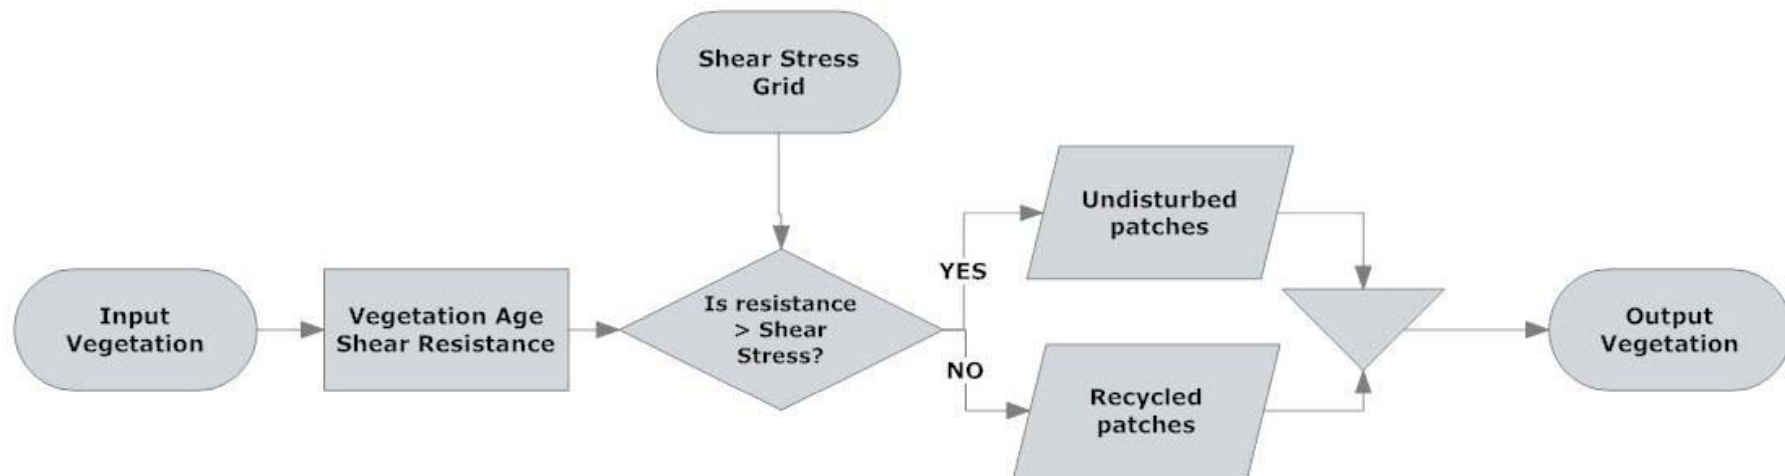 Shear Stress
Grid
Input
Vegetation
Vegetation Age
Shear Resistance
Is resistance
> Shear
Stress?
YES
NO
Undisturbed
patches
Recycled
patches
Output
Vegetation